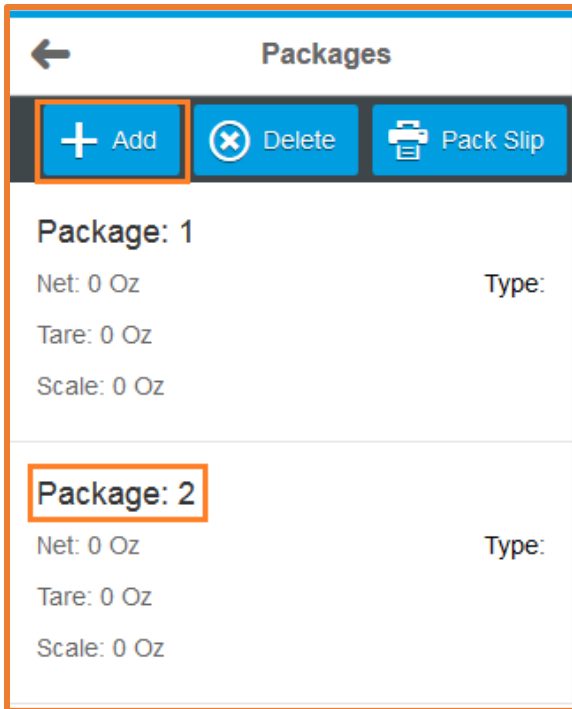 Packages
Add Delete Pack Slip
Package: 1
Net: 0 Oz Type:
Tare: 0 Oz
Scale: 0 Oz
Package: 2
Net: 0 Oz Type:
Tare: 0 Oz
Scale: 0 Oz